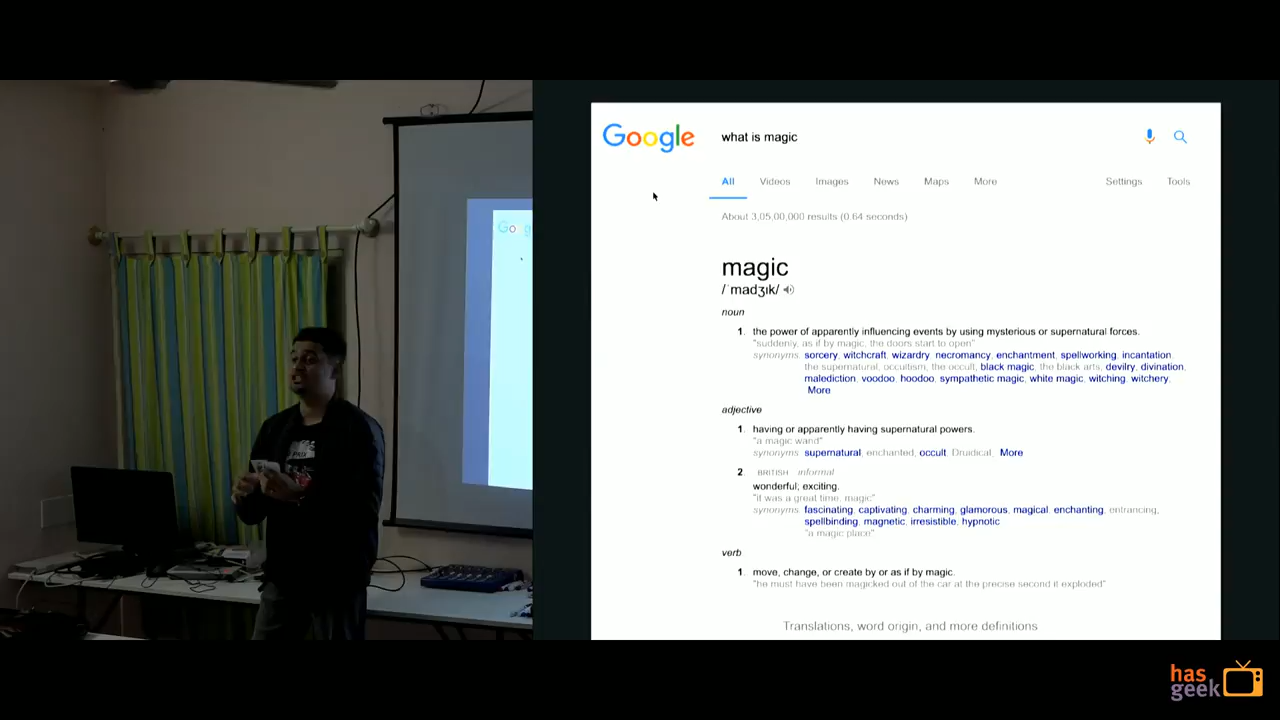 Google
what is magic
All Videos Images News Maps More Settings Tools
About 3,05,00,000 results (0.64 seconds)
magic
/ˈmadʒɪk/
noun
1. the power of apparently influencing events by using mysterious or supernatural forces.
"suddenly, as if by magic, the doors start to open"
synonyms: sorcery, witchcraft, wizardry, necromancy, enchantment, spellworking, incantation,
the supernatural, occultism, the occult, black magic, the black arts, devilry, divination,
malediction, voodoo, hoodoo, sympathetic magic, white magic, witching, witchery,
More
adjective
1. having or apparently having supernatural powers.
"a magic wand"
synonyms: supernatural, enchanted, occult, Druidical, More
2. BRITISH informal
wonderful; exciting.
"it was a great time, magic"
synonyms: fascinating, captivating, charming, glamorous, magical, enchanting, entrancing,
spellbinding, magnetic, irresistible, hypnotic
"a magic place"
verb
1. move, change, or create by or as if by magic.
"he must have been magicked out of the car at the precise second it exploded"
Translations, word origin, and more definitions
Goog
has
geek